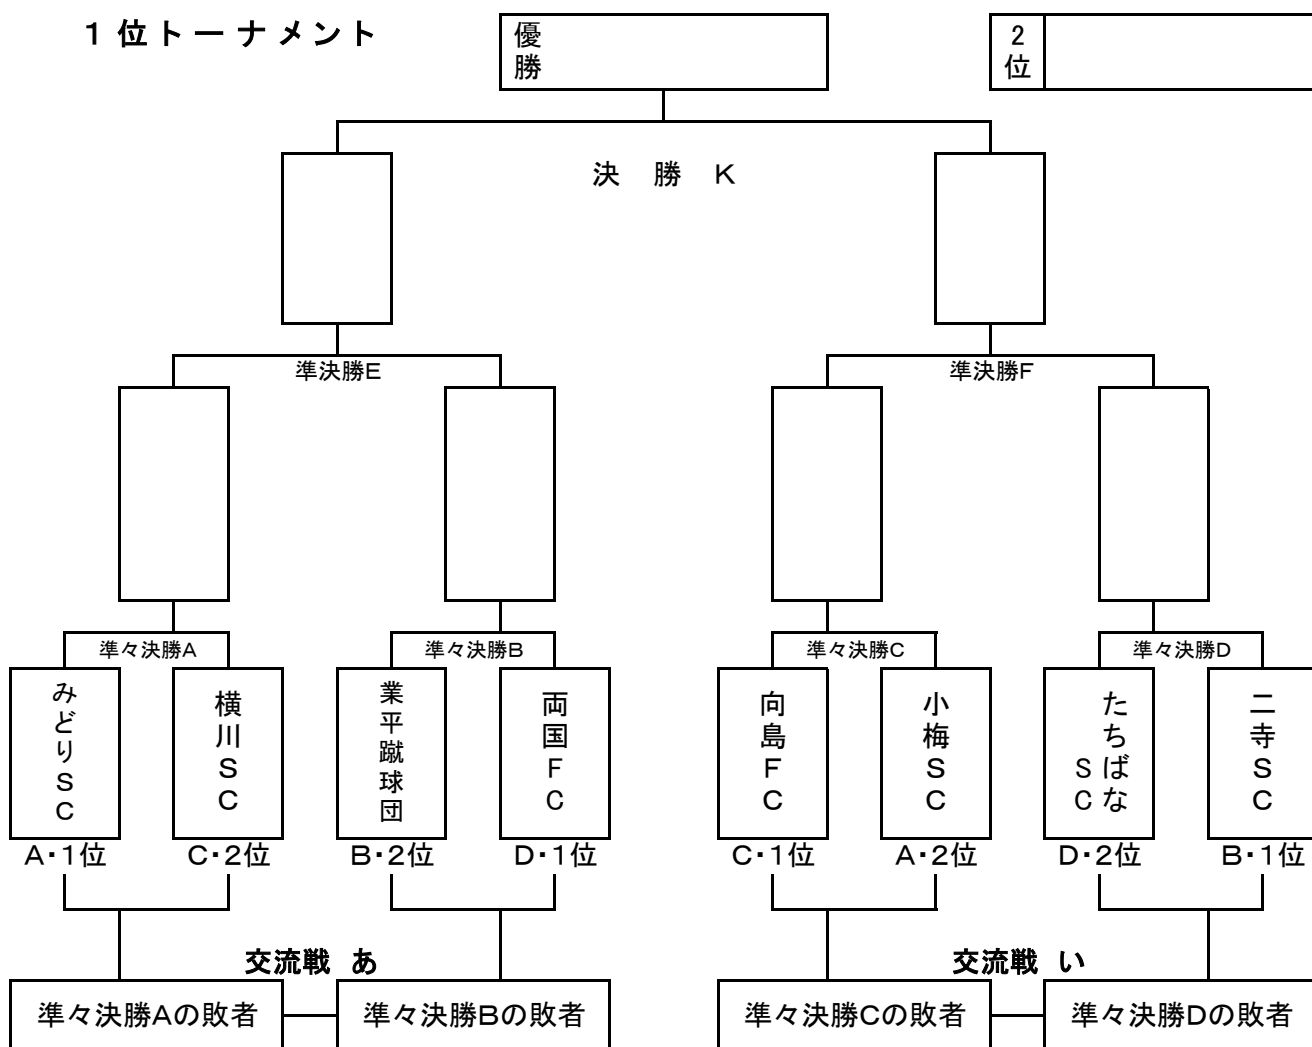 １位トーナメント
優勝
2位
決　勝　K
準決勝E
準決勝F
準々決勝A
準々決勝B
準々決勝C
準々決勝D
みどりSC
横川SC
業平蹴球団
両国FC
向島FC
小梅SC
たちばなSC
二寺SC
A・1位
C・2位
B・2位
D・1位
C・1位
A・2位
D・2位
B・1位
交流戦　あ
交流戦　い
準々決勝Aの敗者
準々決勝Bの敗者
準々決勝Cの敗者
準々決勝Dの敗者